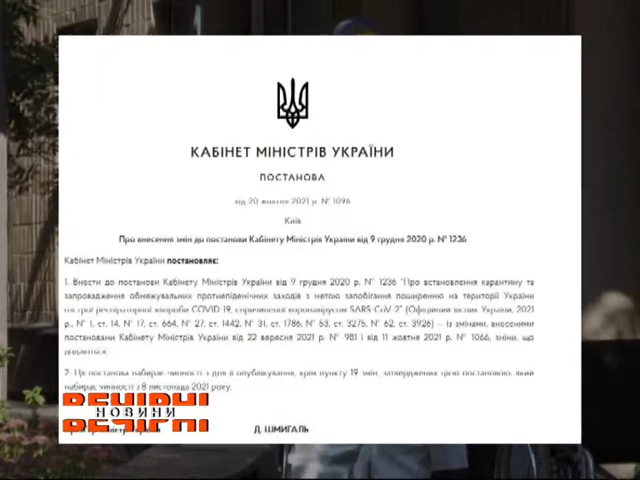 КАБІНЕТ МІНІСТРІВ УКРАЇНИ
ПОСТАНОВА
від 20 жовтня 2021 р. № 1096
Київ
Про внесення змін до постанови Кабінету Міністрів України від 9 грудня 2020 р. № 1236
Кабінет Міністрів України постановляє:
1. Внести до постанови Кабінету Міністрів України від 9 грудня 2020 р. № 1236 "Про встановлення карантину та
запровадження обмежувальних протиепідемічних заходів з метою запобігання поширенню на території України
гострої респіраторної хвороби COVID-19, спричиненої коронавірусом SARS-CoV-2" (Офіційний вісник України, 2021
р., № 1, ст. 14, № 17, ст. 664, № 27, ст. 1442, № 31, ст. 1786, № 53, ст. 3275, № 62, ст. 3926) — із змінами, внесеними
постановами Кабінету Міністрів України від 22 вересня 2021 р. № 981 і від 11 жовтня 2021 р. № 1066, зміни, що
додаються.
2. Ця постанова набирає чинності з дня її опублікування, крім пункту 19 змін, затверджених цією постановою, який
набирає чинності з 8 листопада 2021 року.
ВЕЧІРНІ
НОВИНИ
ВЕЧІРНІ
Д. ШМИГАЛЬ